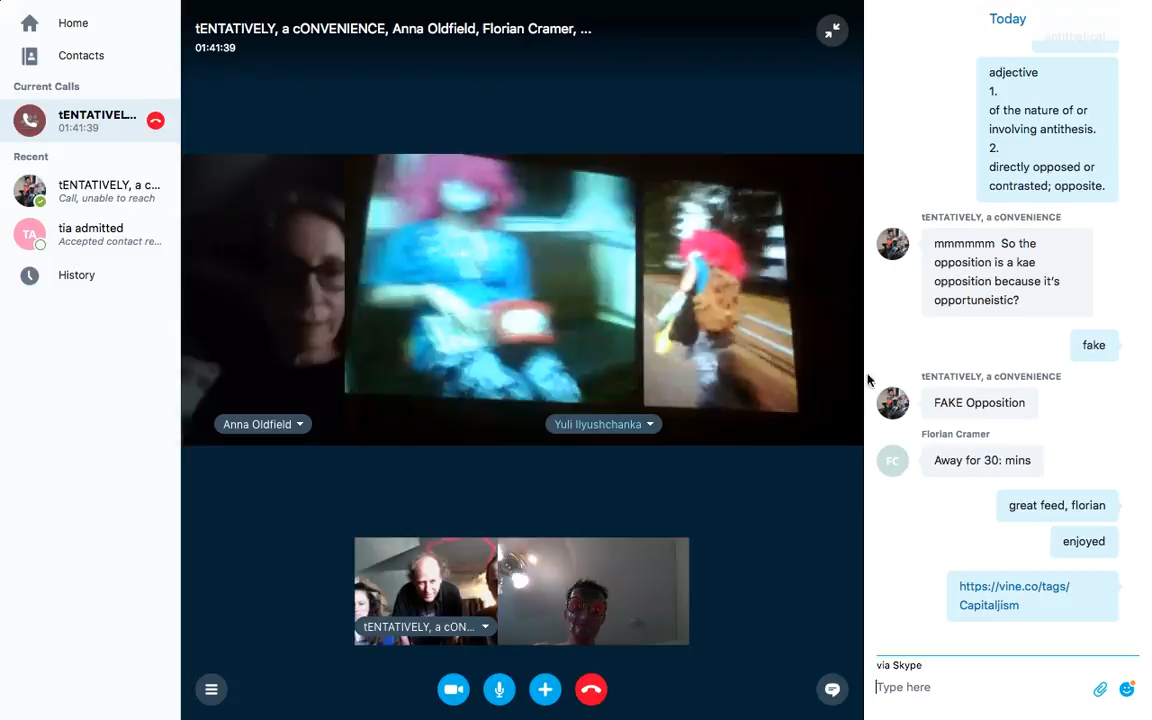 Home
Contacts
Current Calls
tENTATIVEL...
01:41:39
Recent
tENTATIVELY, a c...
Call, unable to reach
TA
tia admitted
Accepted contact re...
History
tENTATIVELY, a cONVENIENCE, Anna Oldfield, Florian Cramer, ...
01:41:39
Anna Oldfield
Yuli Ilyushchanka
tENTATIVELY, a cON...
Today
antithetical
adjective
1.
of the nature of or
involving antithesis.
2.
directly opposed or
contrasted; opposite.
tENTATIVELY, a cONVENIENCE
mmmmmm  So the
opposition is a kae
opposition because it's
opportuneistic?
fake
tENTATIVELY, a cONVENIENCE
FAKE Opposition
Florian Cramer
FC
Away for 30: mins
great feed, florian
enjoyed
https://vine.co/tags/
Capitaljism
via Skype
Type here